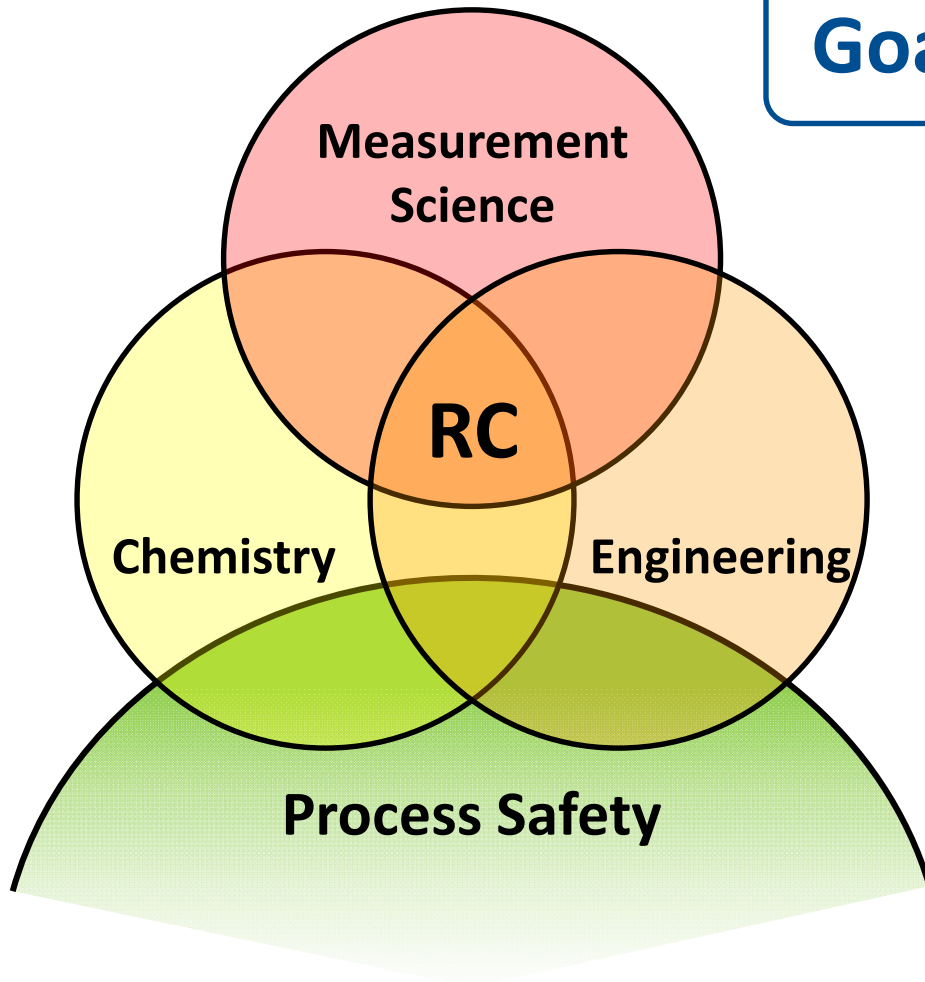 Measurement
Science
RC
Chemistry
Engineering
Process Safety